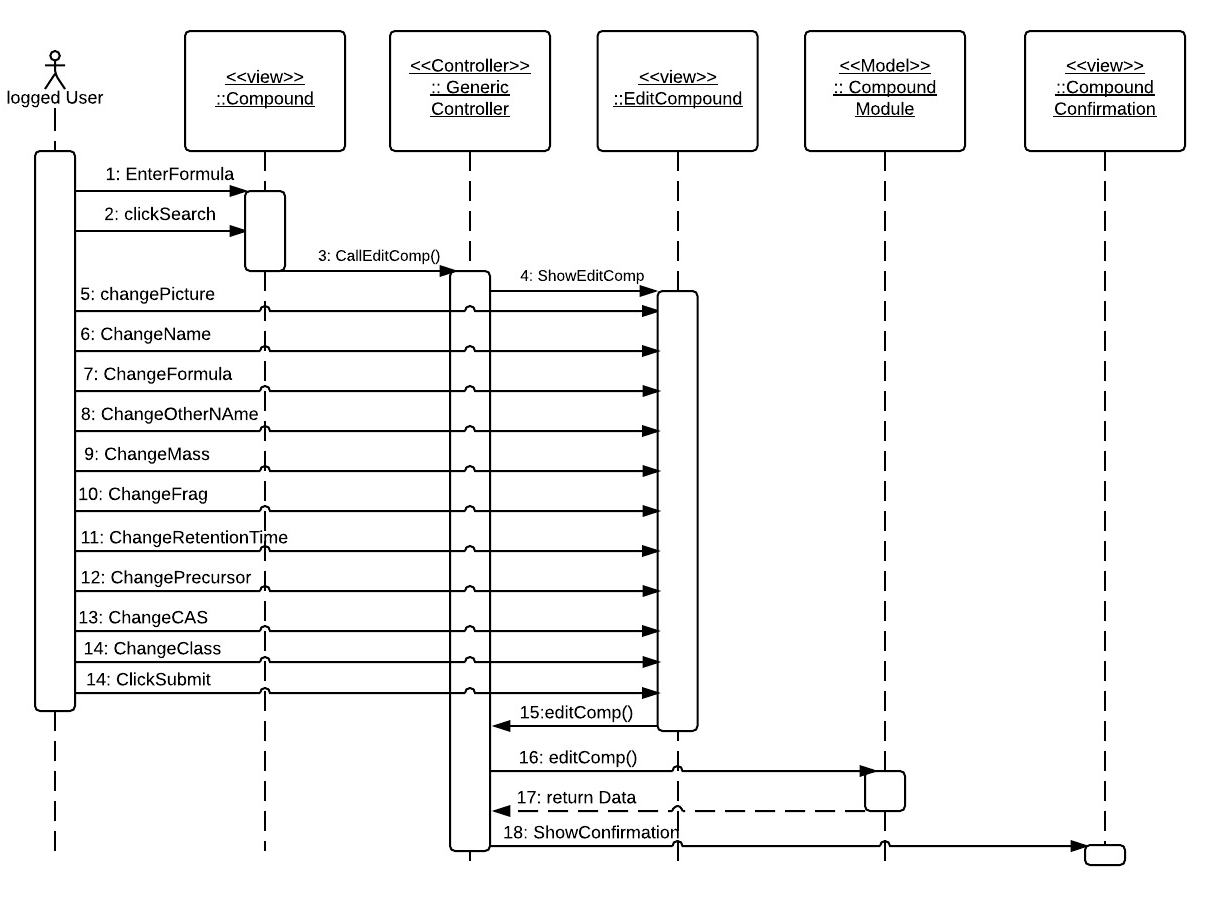 logged User
<<view>>
::Compound
<<Controller>>
:: Generic
Controller
<<view>>
::EditCompound
<<Model>>
:: Compound
Module
<<view>>
::Compound
Confirmation
1: EnterFormula
2: clickSearch
3: CallEditComp()
4: ShowEditComp
5: changePicture
6: ChangeName
7: ChangeFormula
8: ChangeOtherNAme
9: ChangeMass
10: ChangeFrag
11: ChangeRetentionTime
12: ChangePrecursor
13: ChangeCAS
14: ChangeClass
14: ClickSubmit
15:editComp()
16: editComp()
17: return Data
18: ShowConfirmation